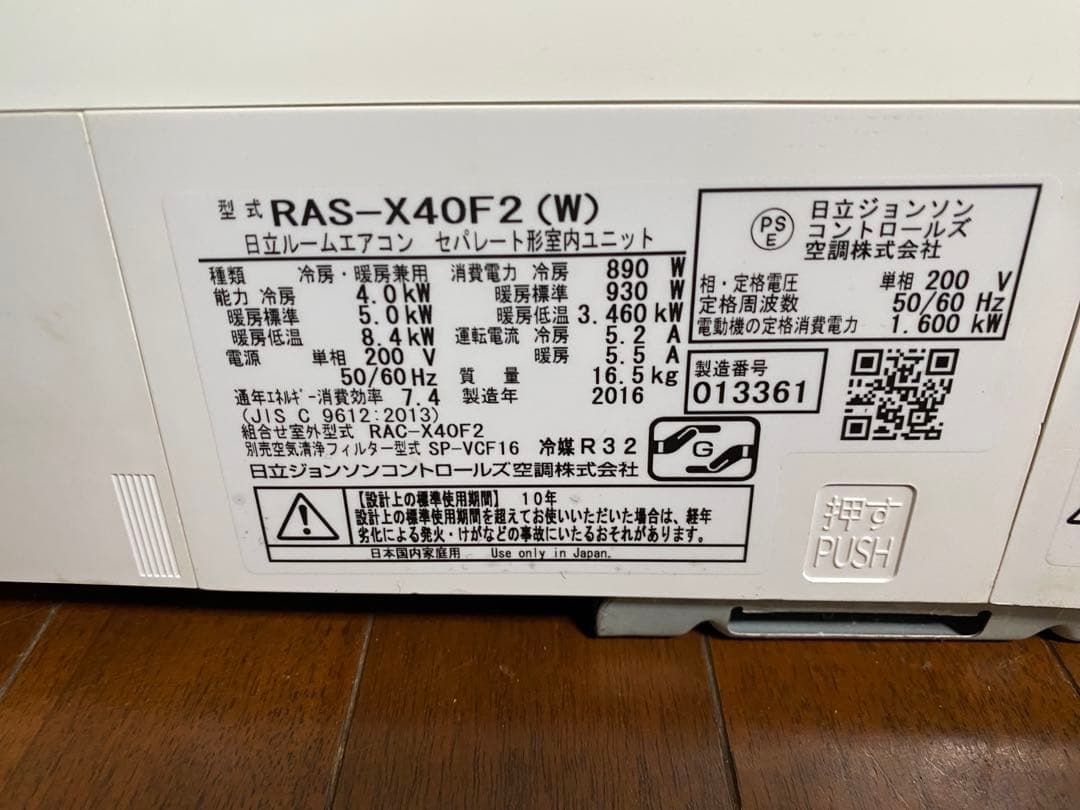 型式 RAS-X40F2 (W)
日立ルームエアコン セパレート形室内ユニット
種類 冷房・暖房兼用
能力 冷房 4.0 kW
暖房標準 5.0 kW
暖房低温 8.4 kW
電源 単相 200 V
50/60 Hz
消費電力 冷房 890 W
暖房標準 930 W
暖房低温 3.460 kW
運転電流 冷房 5.2 A
暖房 5.5 A
質量 16.5 kg
通年エネルギー消費効率 7.4 製造年 2016
(JIS C 9612:2013)
組合せ室外型式 RAC-X40F2
別売空気清浄フィルター型式 SP-VCF16 冷媒 R32
日立ジョンソンコントロールズ空調株式会社
G
【設計上の標準使用期間】 10年
設計上の標準使用期間を超えてお使いいただいた場合は、経年
劣化による発火・けがなどの事故にいたるおそれがあります。
日本国内家庭用 Use only in Japan.
PS
E
日立ジョンソン
コントロールズ
空調株式会社
相・定格電圧 単相 200 V
定格周波数 50/60 Hz
電動機の定格消費電力 1.600 kW
製造番号
013361
押す
PUSH